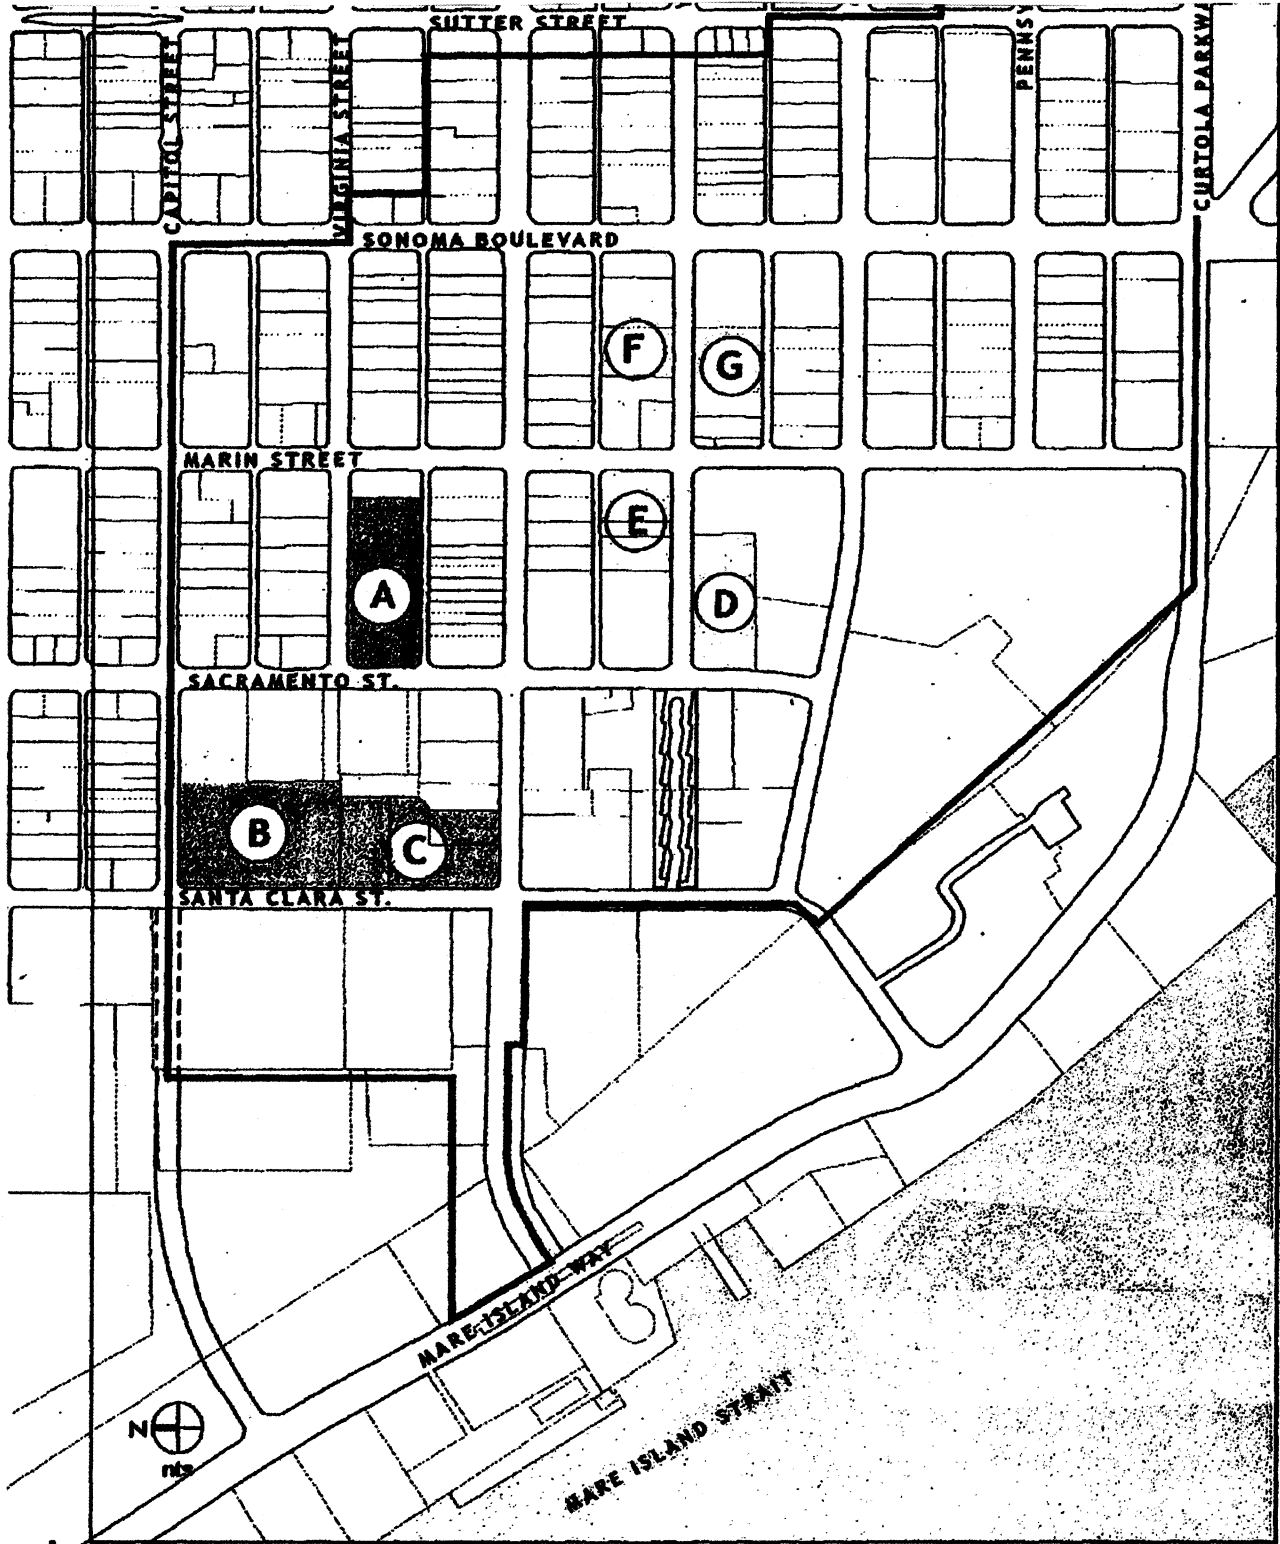 SUTTER STREET
CAPITOL STREET
VIRGINIA STREET
PENNSY
CURTOLA PARKWA
SONOMA BOULEVARD
F
G
MARIN STREET
E
A
D
SACRAMENTO ST.
B
C
SANTA CLARA ST.
MARE ISLAND WAY
MARE ISLAND STRAIT
N
nts